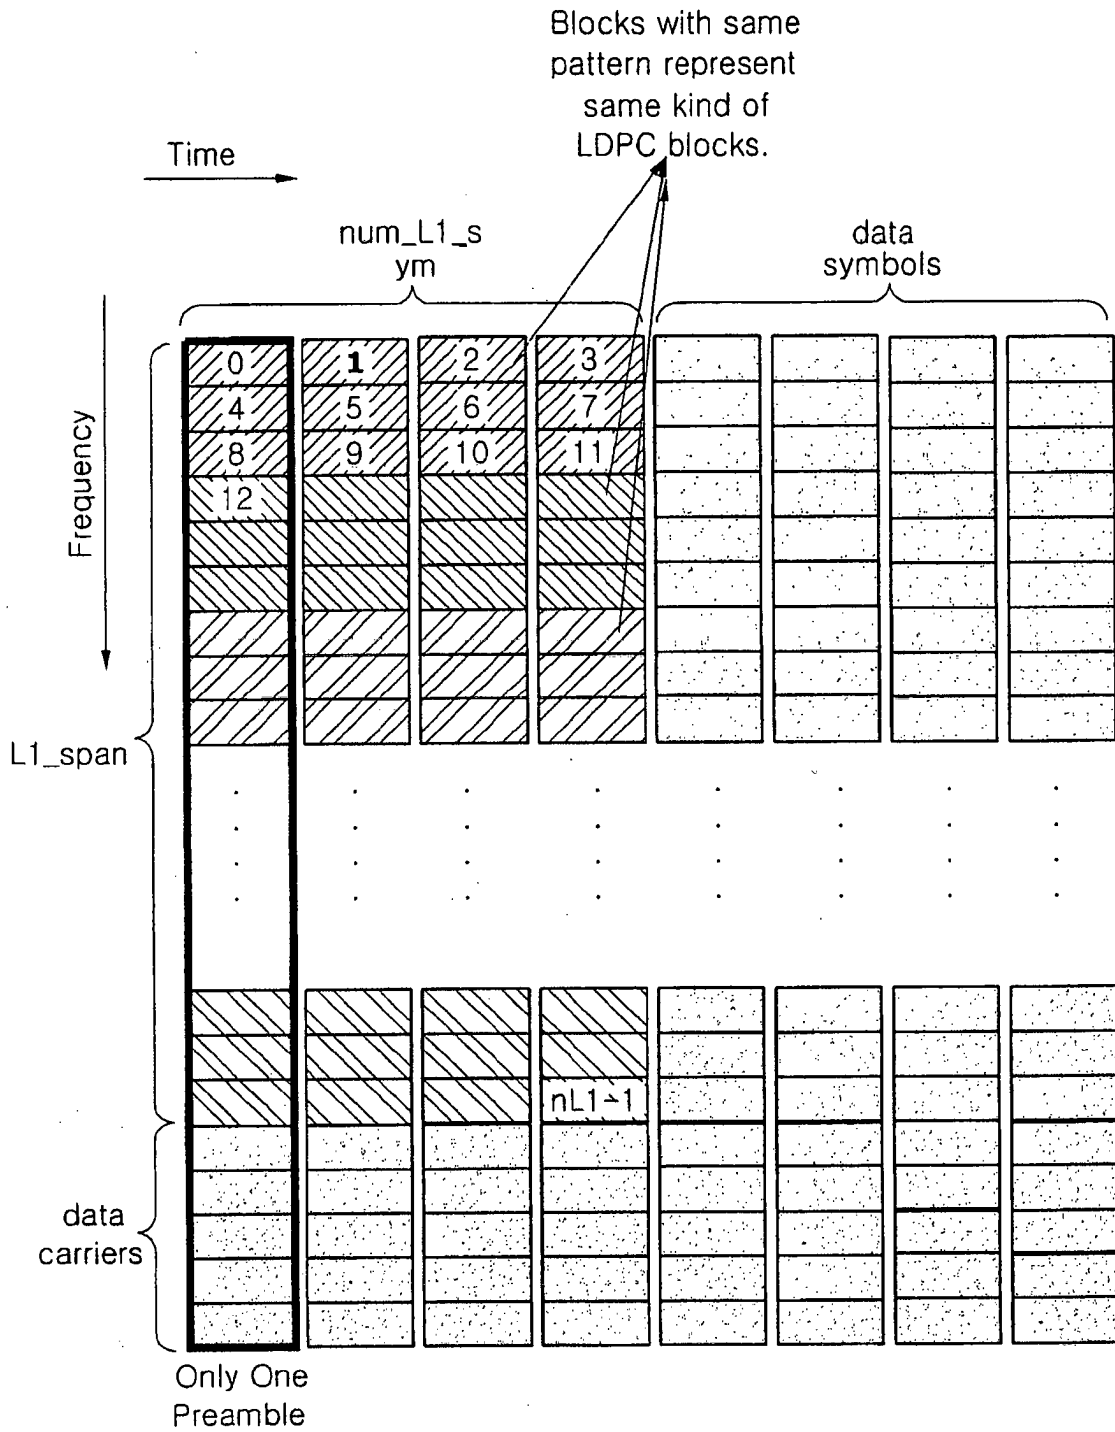 Blocks with same
pattern represent
same kind of
LDPC blocks.
Time
num_L1_s
ym
data
symbols
Frequency
0 1 2 3
4 5 6 7
8 9 10 11
12
L1_span
nL1-1
data
carriers
Only One
Preamble